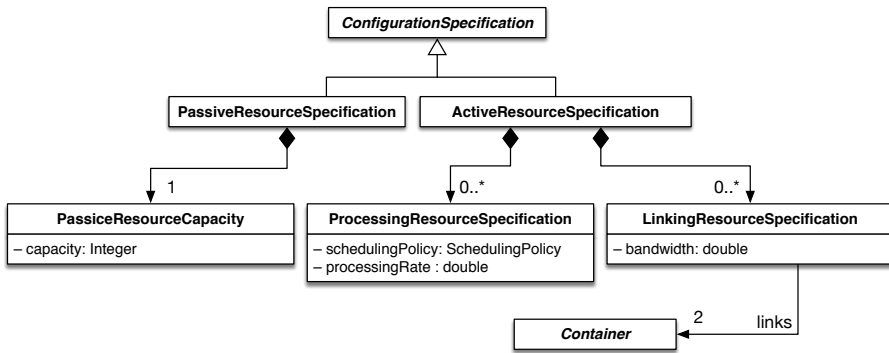 ConfigurationSpecification
PassiveResourceSpecification
ActiveResourceSpecification
1
0..*
0..*
PassiceResourceCapacity
– capacity: Integer
ProcessingResourceSpecification
– schedulingPolicy: SchedulingPolicy
– processingRate : double
LinkingResourceSpecification
– bandwidth: double
2
links
Container